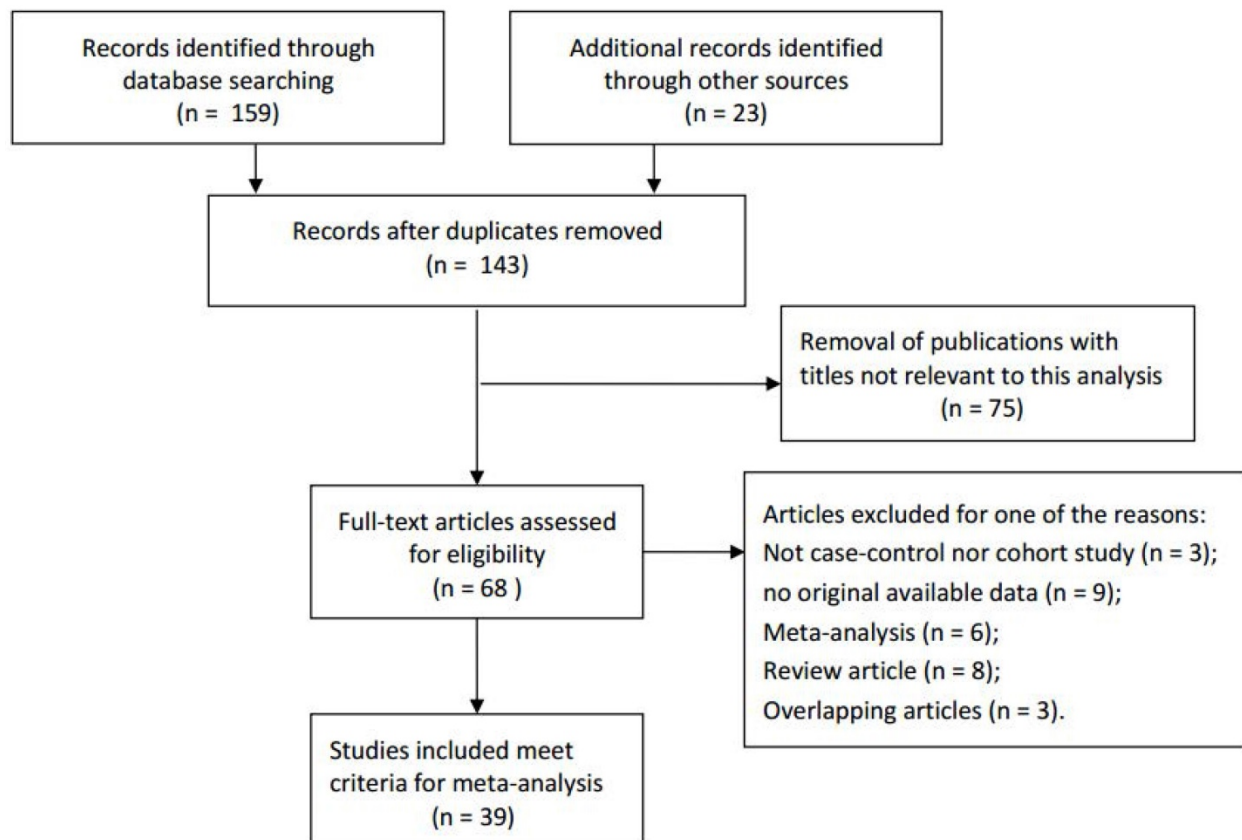 Records identified through
database searching
(n = 159)
Additional records identified
through other sources
(n = 23)
Records after duplicates removed
(n = 143)
Removal of publications with
titles not relevant to this analysis
(n = 75)
Full-text articles assessed
for eligibility
(n = 68 )
Articles excluded for one of the reasons:
Not case-control nor cohort study (n = 3);
no original available data (n = 9);
Meta-analysis (n = 6);
Review article (n = 8);
Overlapping articles (n = 3).
Studies included meet
criteria for meta-analysis
(n = 39)